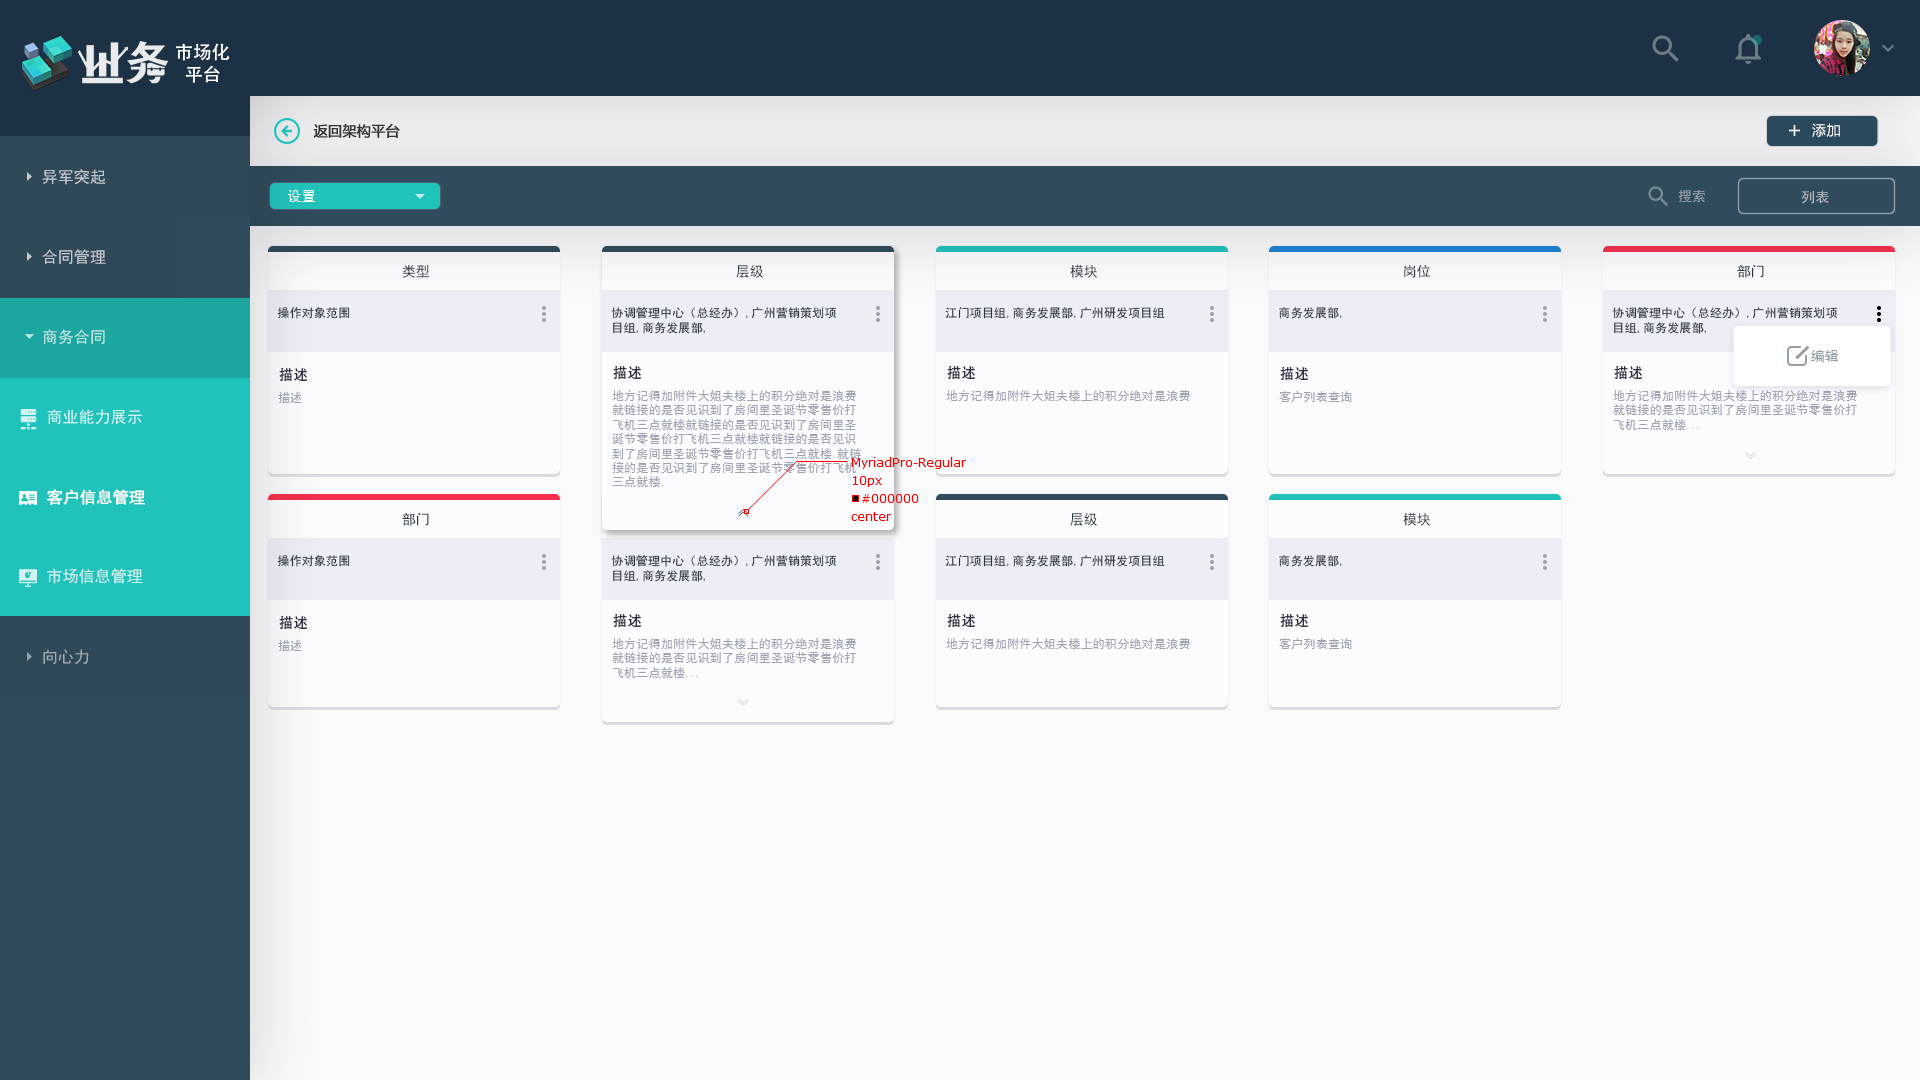 业务 市场化
平台
返回架构平台
+ 添加
设置
搜索
列表
异军突起
合同管理
商务合同
商业能力展示
客户信息管理
市场信息管理
向心力
类型
操作对象范围
描述
描述
层级
协调管理中心（总经办）, 广州营销策划项
目组, 商务发展部,
描述
地方记得加附件大姐夫楼上的积分绝对是浪费
就链接的是否见识到了房间里圣诞节零售价打
飞机三点就楼就链接的是否见识到了房间里圣
诞节零售价打飞机三点就楼就链接的是否见识
到了房间里圣诞节零售价打飞机三点就楼.就链
接的是否见识到了房间里圣诞节零售价打飞机
三点就楼.
MyriadPro-Regular
10px
#000000
center
模块
江门项目组, 商务发展部, 广州研发项目组
描述
地方记得加附件大姐夫楼上的积分绝对是浪费
岗位
商务发展部,
描述
客户列表查询
部门
协调管理中心（总经办）, 广州营销策划项
目组, 商务发展部,
编辑
描述
地方记得加附件大姐夫楼上的积分绝对是浪费
就链接的是否见识到了房间里圣诞节零售价打
飞机三点就楼...
部门
操作对象范围
描述
描述
协调管理中心（总经办）, 广州营销策划项
目组, 商务发展部,
描述
地方记得加附件大姐夫楼上的积分绝对是浪费
就链接的是否见识到了房间里圣诞节零售价打
飞机三点就楼...
层级
江门项目组, 商务发展部, 广州研发项目组
描述
地方记得加附件大姐夫楼上的积分绝对是浪费
模块
商务发展部,
描述
客户列表查询